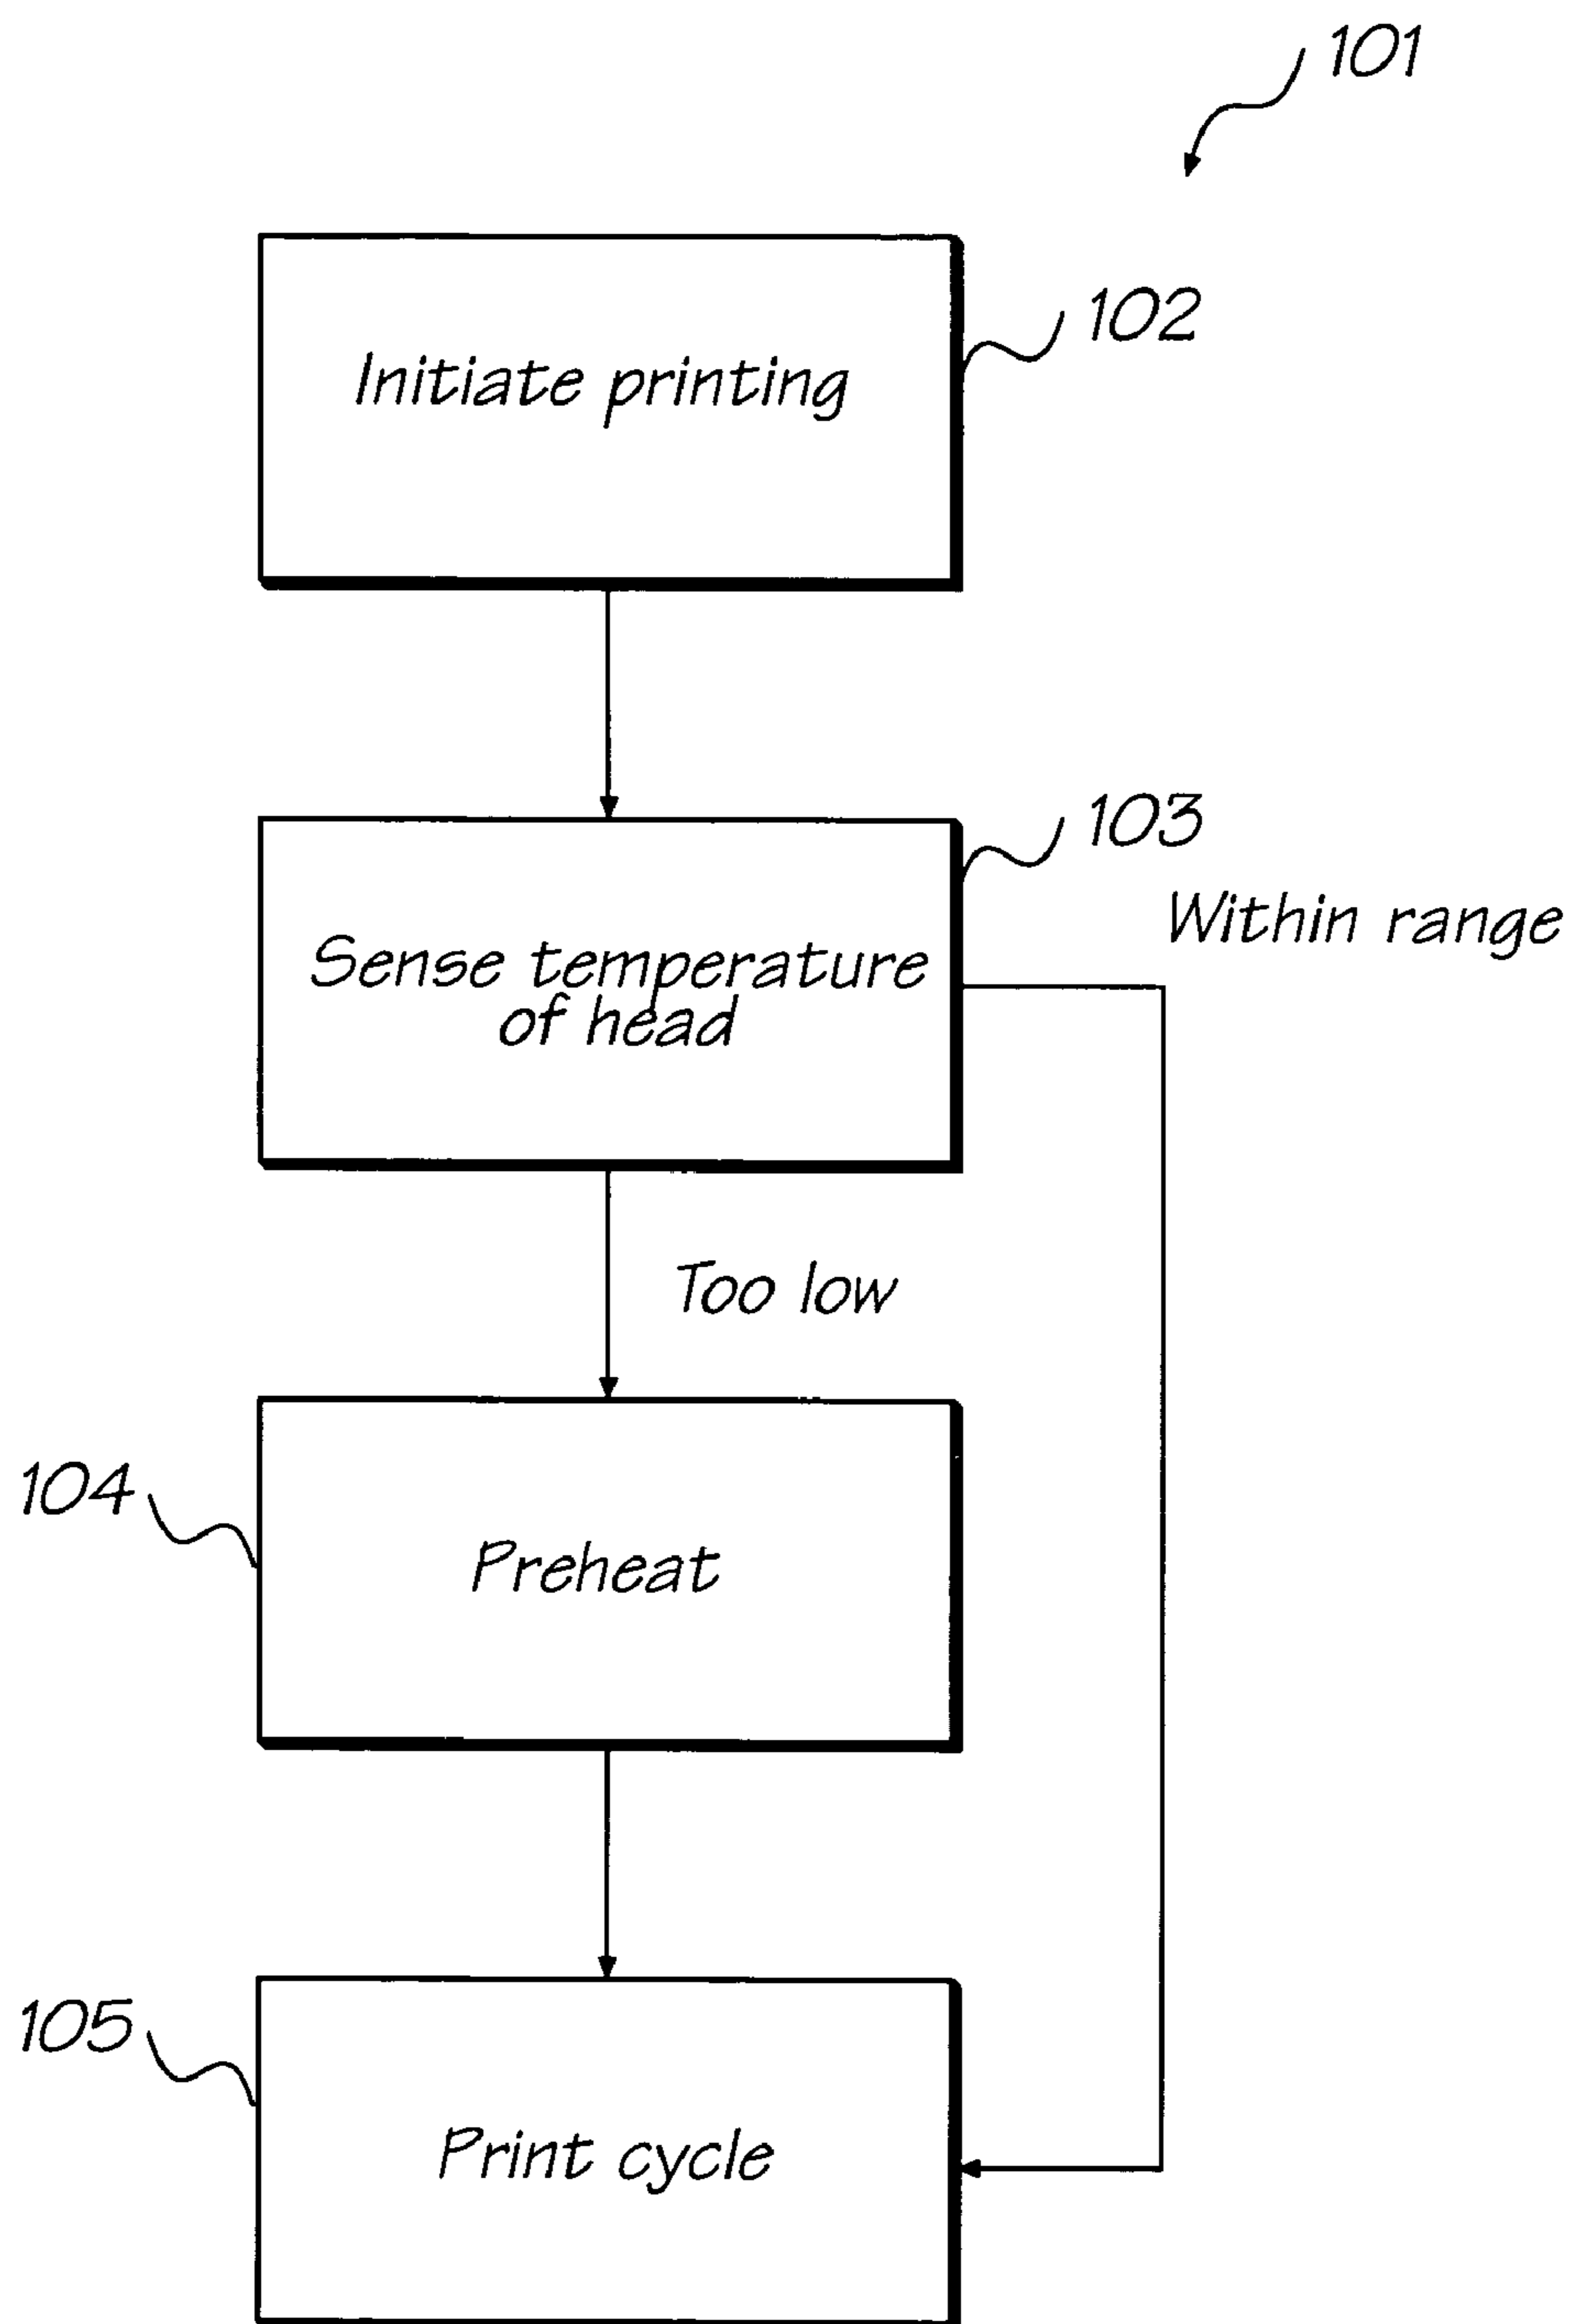 101
Initiate printing
102
103
Within range
Sense temperature
of head
Too low
104
Preheat
105
Print cycle